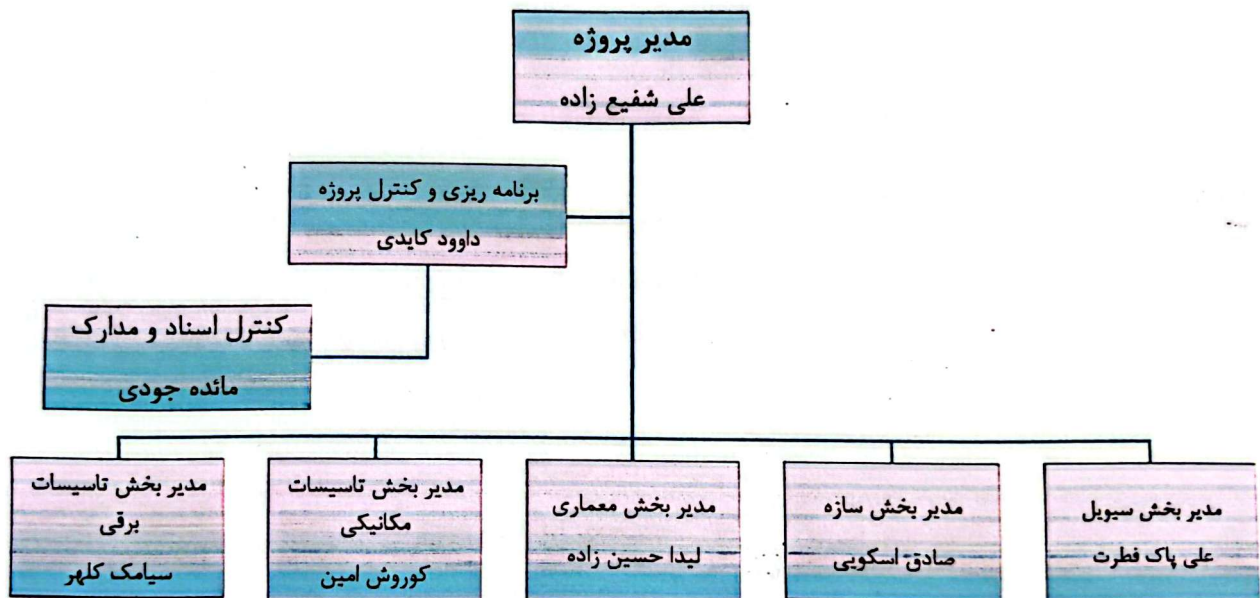 مدیر پروژه
علی شفیع زاده
برنامه ریزی و کنترل پروژه
داوود کایدی
کنترل اسناد و مدارک
مائده جودی
مدیر بخش سیویل
علی پاک فطرت
مدیر بخش سازه
صادق اسکویی
مدیر بخش معماری
لیدا حسین زاده
مدیر بخش تاسیسات
مکانیکی
کوروش امین
مدیر بخش تاسیسات
برقی
سیامک کلهر